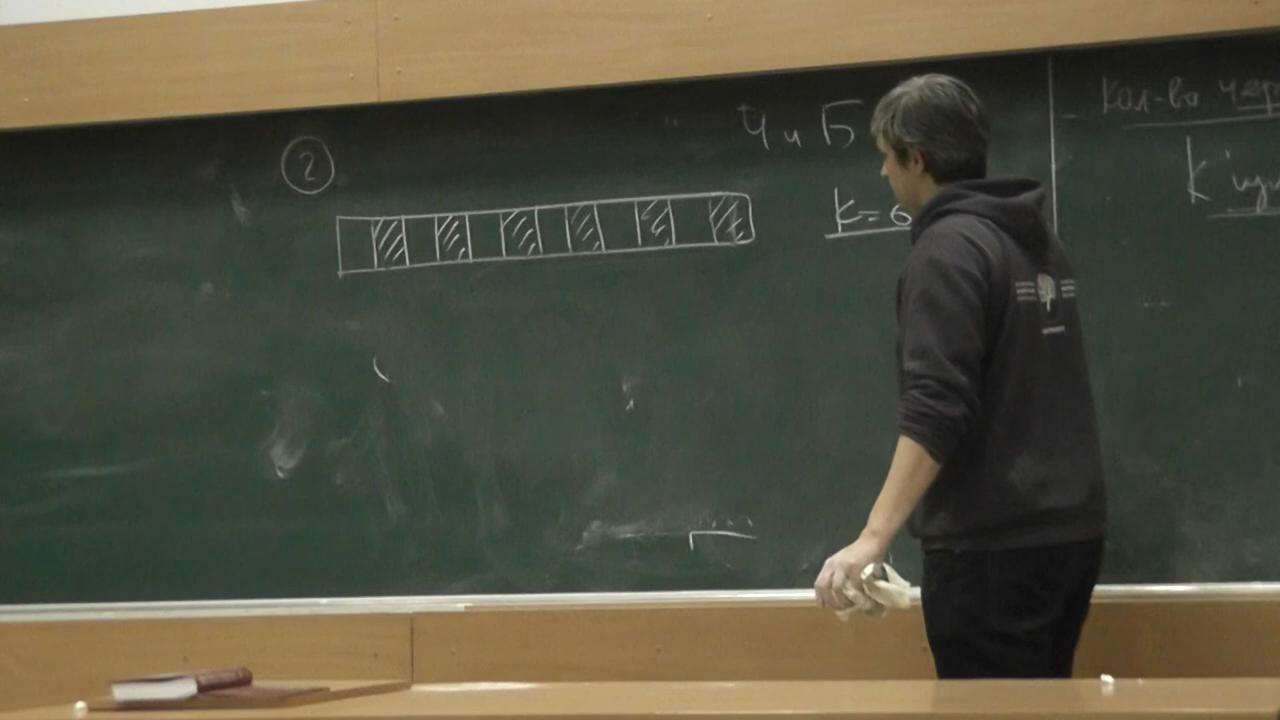 2
Ч и Б
k = 6
Кол-во чер
k